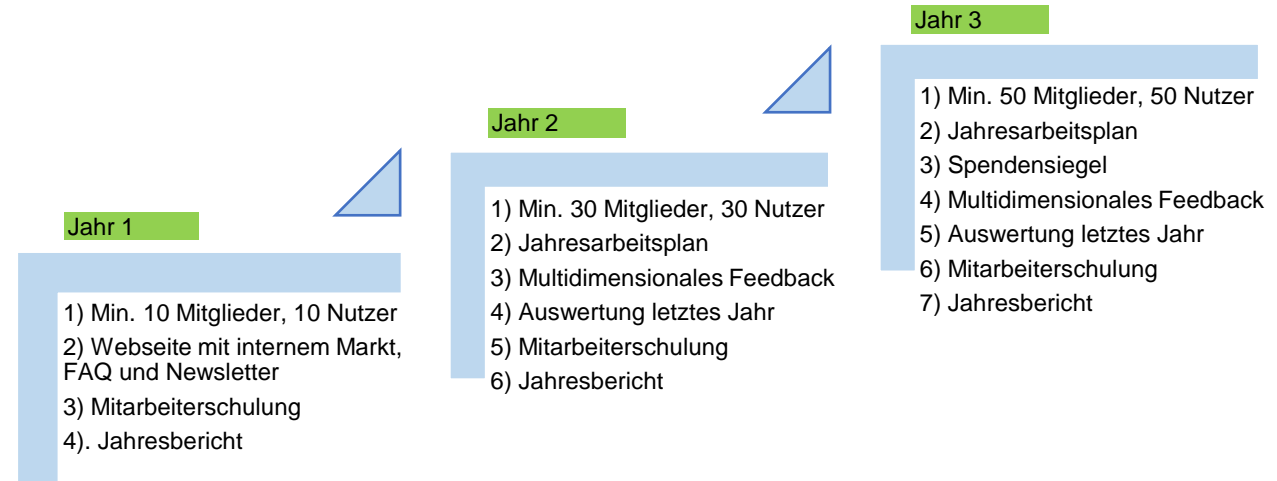 Jahr 1
1) Min. 10 Mitglieder, 10 Nutzer
2) Webseite mit internem Markt,
FAQ und Newsletter
3) Mitarbeiterschulung
4). Jahresbericht
Jahr 2
1) Min. 30 Mitglieder, 30 Nutzer
2) Jahresarbeitsplan
3) Multidimensionales Feedback
4) Auswertung letztes Jahr
5) Mitarbeiterschulung
6) Jahresbericht
Jahr 3
1) Min. 50 Mitglieder, 50 Nutzer
2) Jahresarbeitsplan
3) Spendensiegel
4) Multidimensionales Feedback
5) Auswertung letztes Jahr
6) Mitarbeiterschulung
7) Jahresbericht